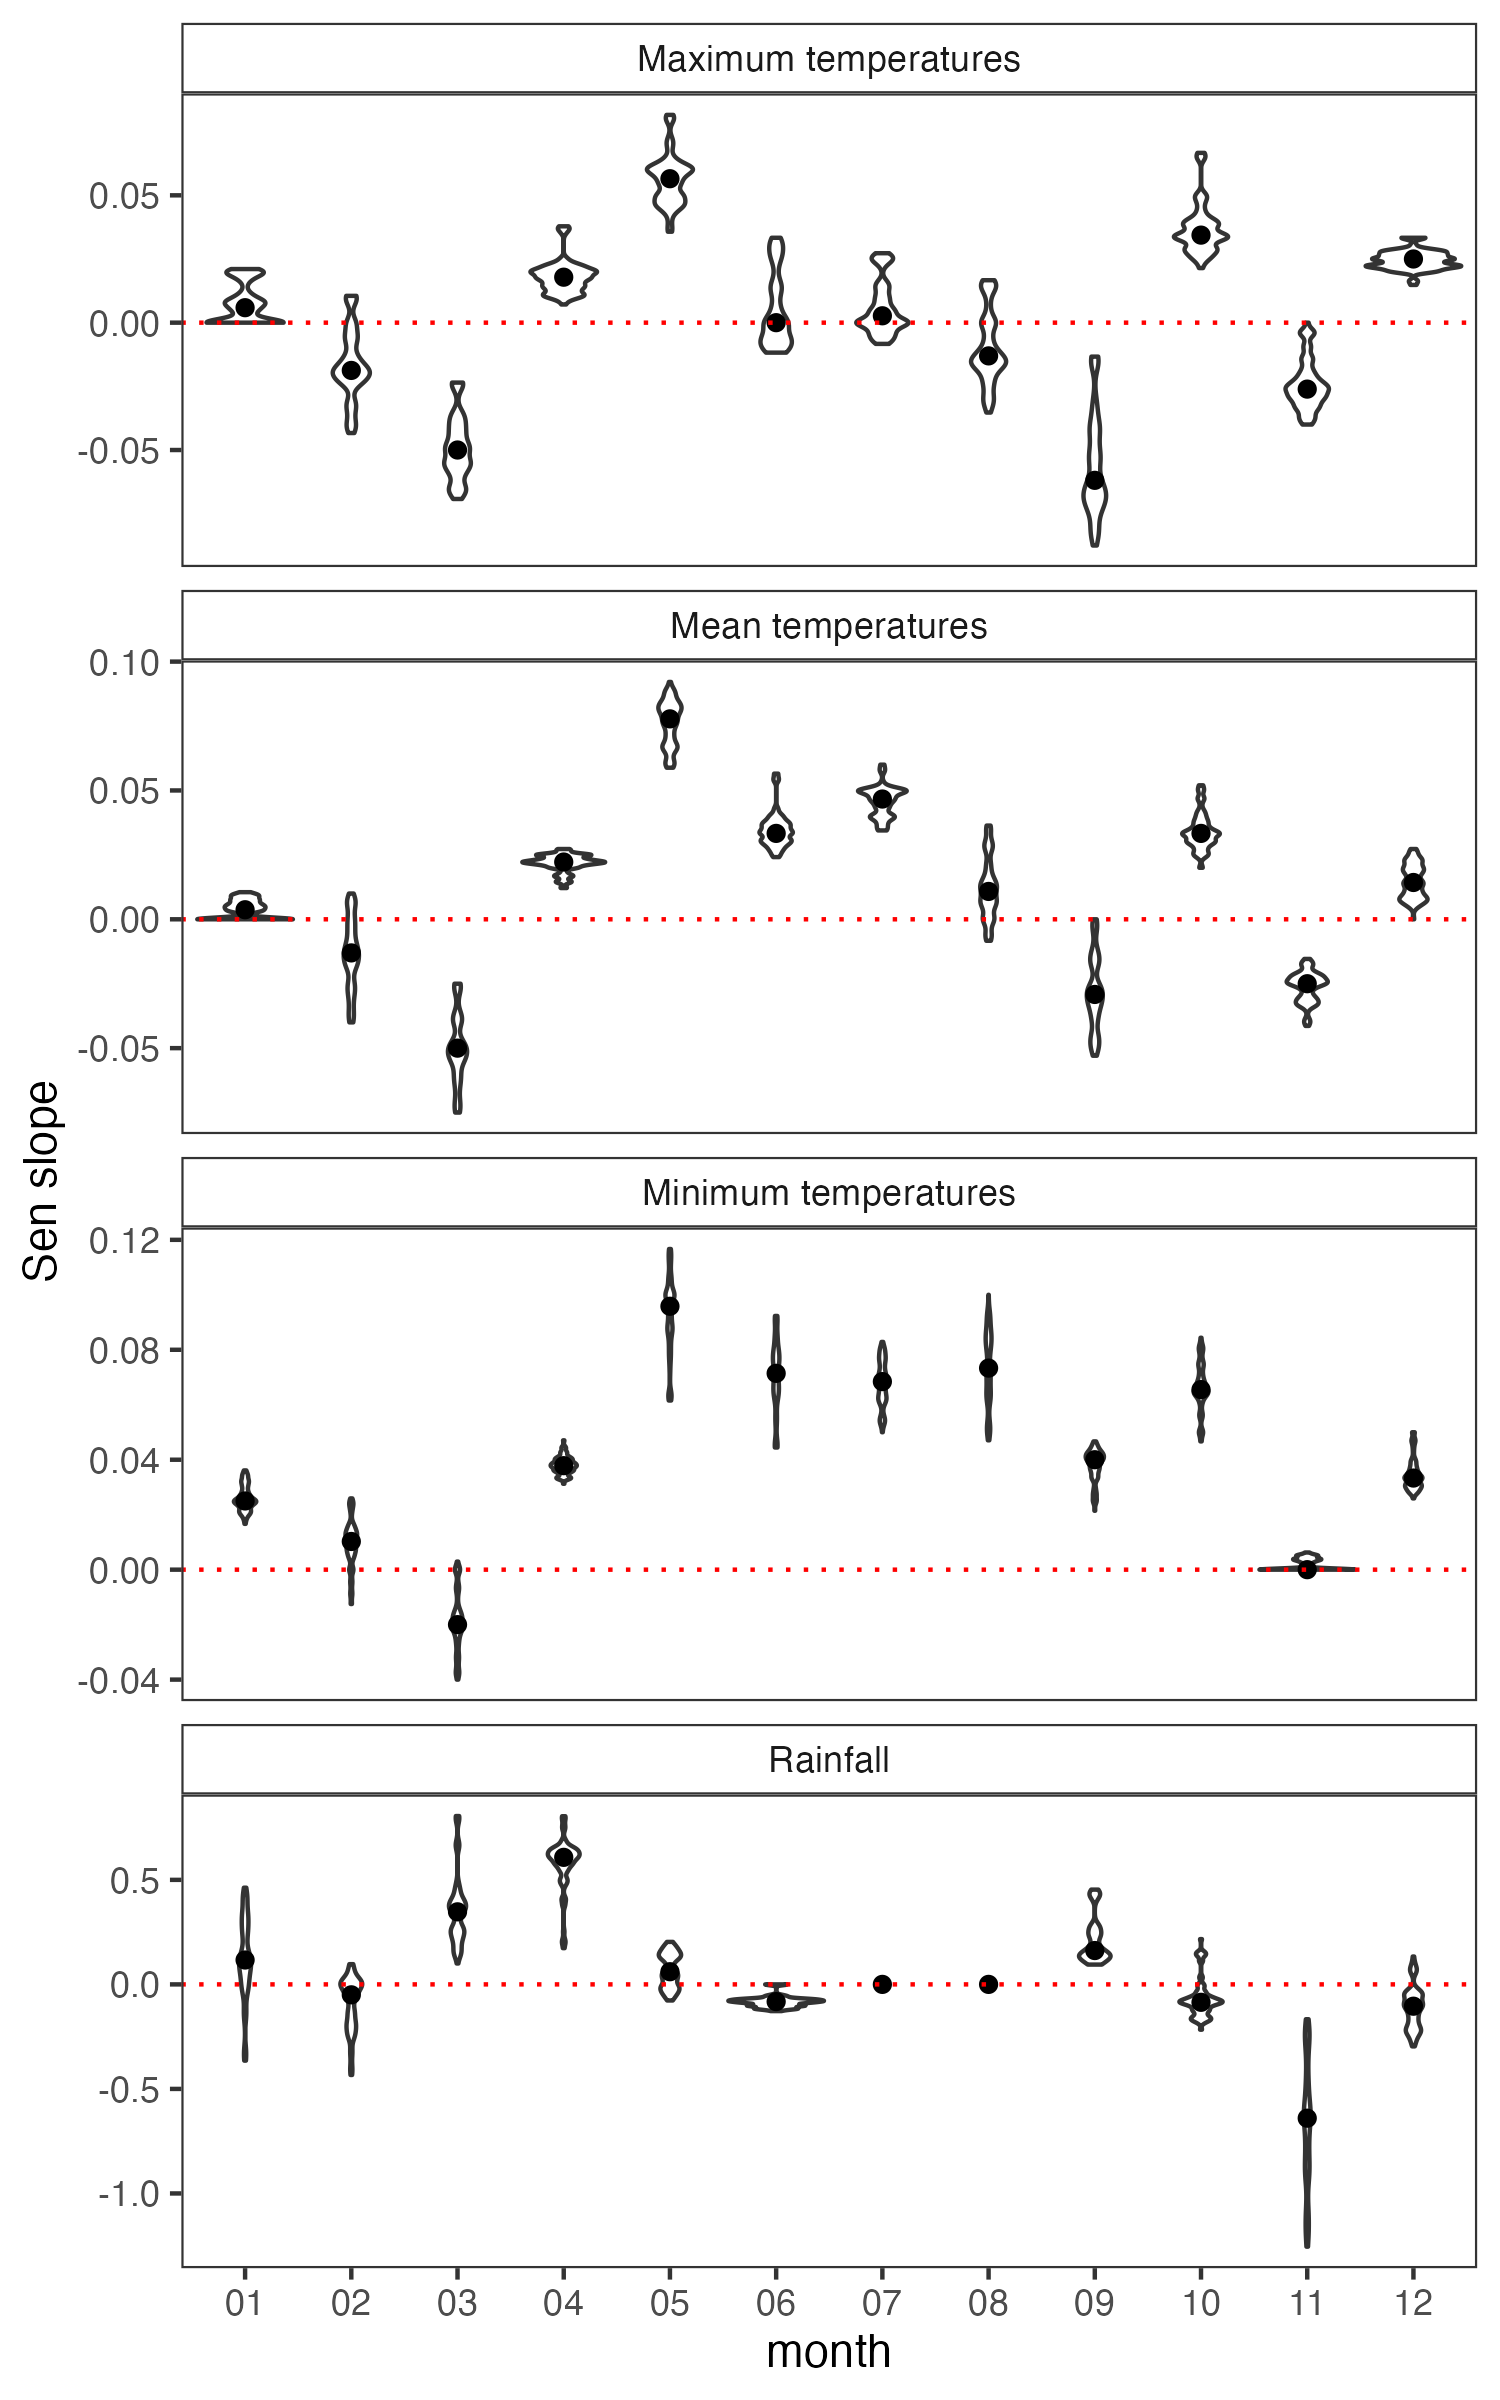 Maximum temperatures
0.05
0.00
-0.05
Mean temperatures
0.10
0.05
0.00
-0.05
Sen slope
Minimum temperatures
0.12
0.08
0.04
0.00
-0.04
Rainfall
0.5
0.0
-0.5
-1.0
01 02 03 04 05 06 07 08 09 10 11 12
month